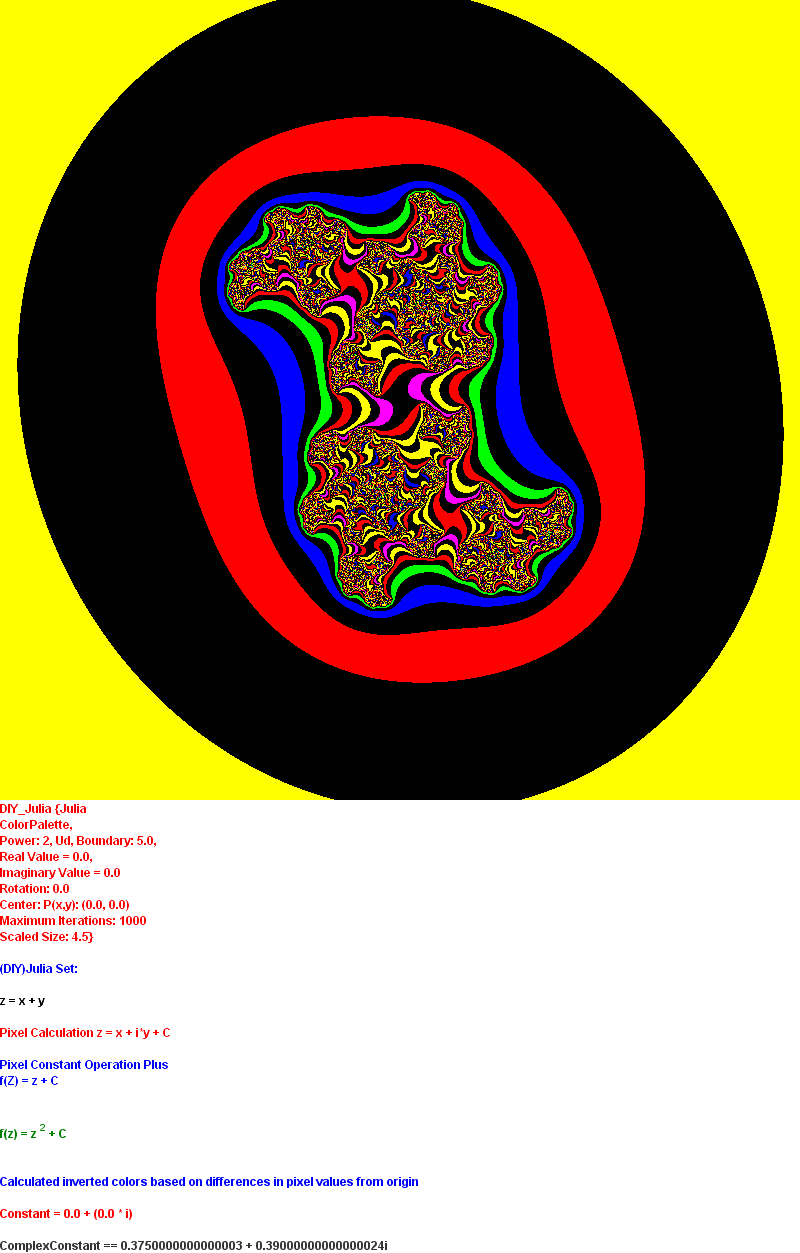 DIY_Julia {Julia
ColorPalette,
Power: 2, Ud, Boundary: 5.0,
Real Value = 0.0,
Imaginary Value = 0.0
Rotation: 0.0
Center: P(x,y): (0.0, 0.0)
Maximum Iterations: 1000
Scaled Size: 4.5}
(DIY)Julia Set:
z = x + y
Pixel Calculation z = x + i*y + C
Pixel Constant Operation Plus
f(Z) = z + C
f(z) = z ² + C
Calculated inverted colors based on differences in pixel values from origin
Constant = 0.0 + (0.0 * i)
ComplexConstant == 0.3750000000000003 + 0.39000000000000024i